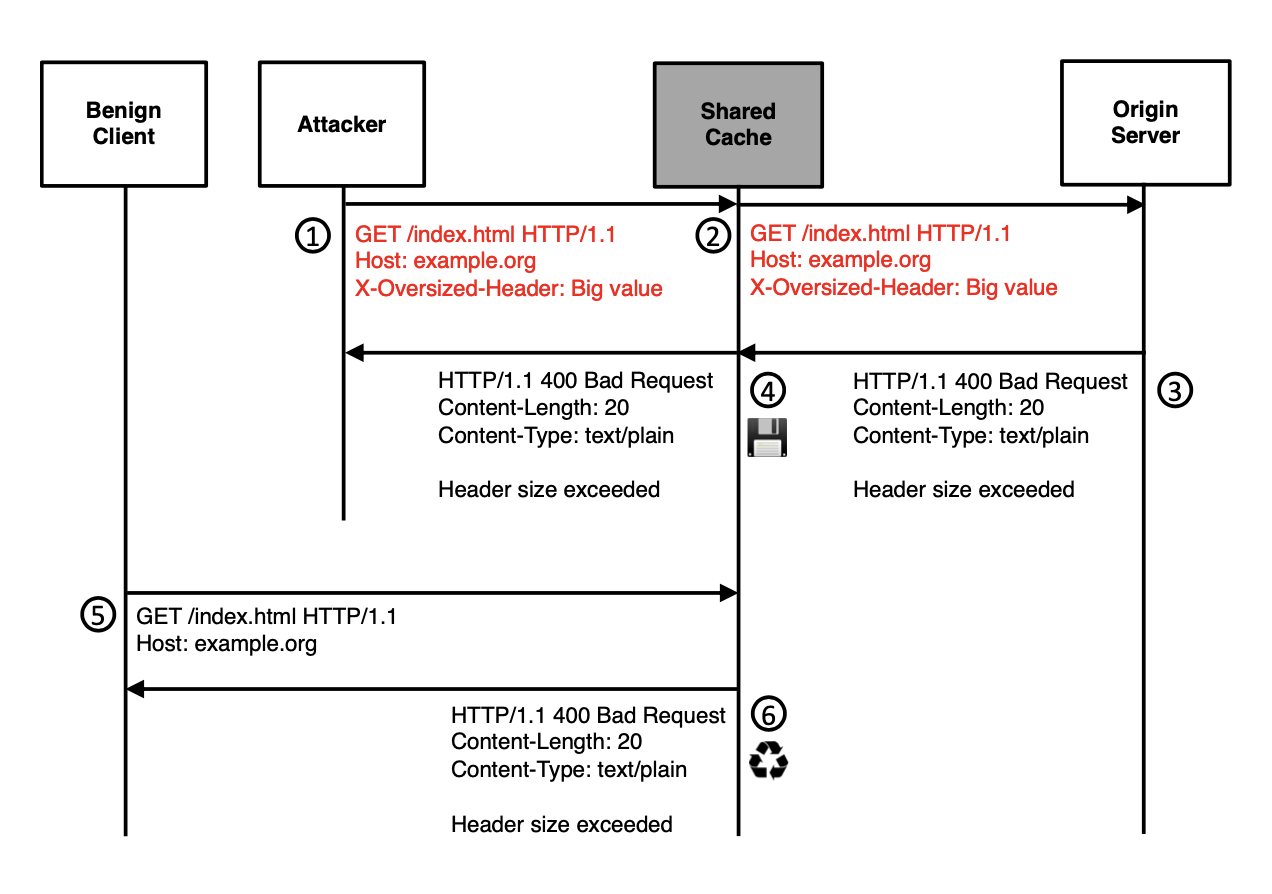 Benign
Client
Attacker
Shared
Cache
Origin
Server
①
GET /index.html HTTP/1.1
Host: example.org
X-Oversized-Header: Big value
②
GET /index.html HTTP/1.1
Host: example.org
X-Oversized-Header: Big value
HTTP/1.1 400 Bad Request
Content-Length: 20
Content-Type: text/plain
Header size exceeded
④
HTTP/1.1 400 Bad Request
Content-Length: 20
Content-Type: text/plain
Header size exceeded
③
⑤
GET /index.html HTTP/1.1
Host: example.org
HTTP/1.1 400 Bad Request
Content-Length: 20
Content-Type: text/plain
Header size exceeded
⑥